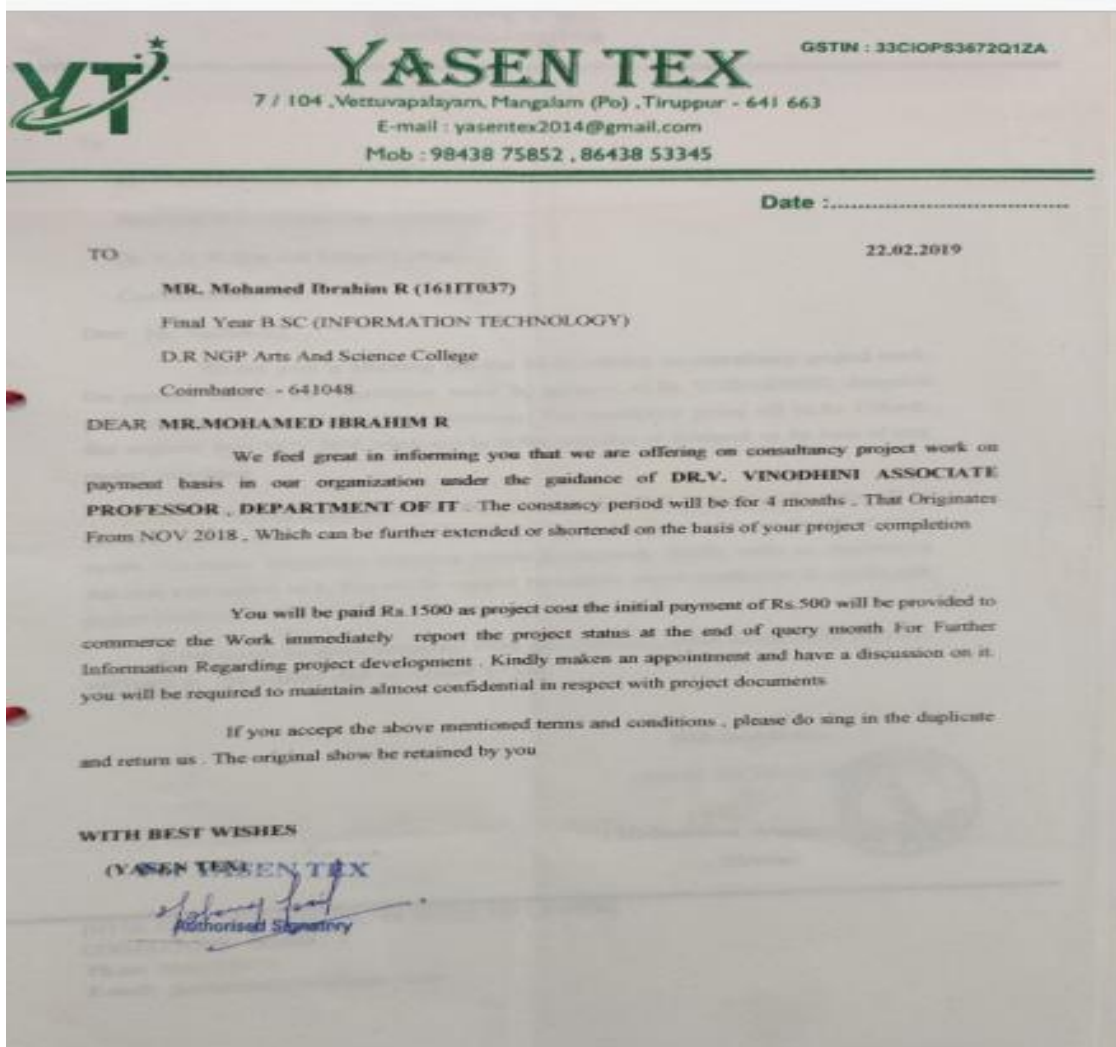 YT
YASEN TEX
GSTIN : 33CIOPS3672Q1ZA
7 / 104 , Vettuvapalayam, Mangalam (Po) , Tiruppur - 641 663
E-mail : yasentex2014@gmail.com
Mob : 98438 75852 , 86438 53345
Date :...................................
TO
22.02.2019
MR. Mohamed Ibrahim R (161IT037)
Final Year B.SC (INFORMATION TECHNOLOGY)
D.R NGP Arts And Science College
Coimbatore - 641048
DEAR MR.MOHAMED IBRAHIM R
We feel great in informing you that we are offering on consultancy project work on
payment basis in our organization under the guidance of DR.V. VINODHINI ASSOCIATE
PROFESSOR , DEPARTMENT OF IT . The constancy period will be for 4 months , That Originates
From NOV 2018 , Which can be further extended or shortened on the basis of your project completion
You will be paid Rs.1500 as project cost the initial payment of Rs.500 will be provided to
commerce the Work immediately report the project status at the end of query month For Further
Information Regarding project development . Kindly maken an appointment and have a discussion on it.
you will be required to maintain almost confidential in respect with project documents
If you accept the above mentioned terms and conditions , please do sing in the duplicate
and return us . The original show be retained by you
WITH BEST WISHES
(YASEN TEX)
YASEN TEX
Authorised Signatory